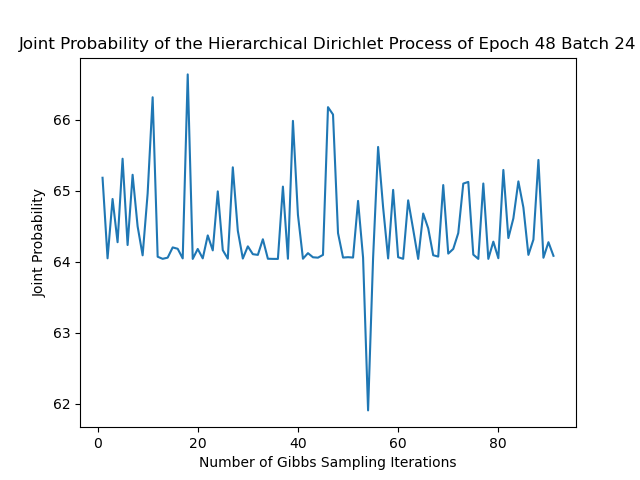 Joint Probability of the Hierarchical Dirichlet Process of Epoch 48 Batch 24
Joint Probability
66
65
64
63
62
0 20 40 60 80
Number of Gibbs Sampling Iterations